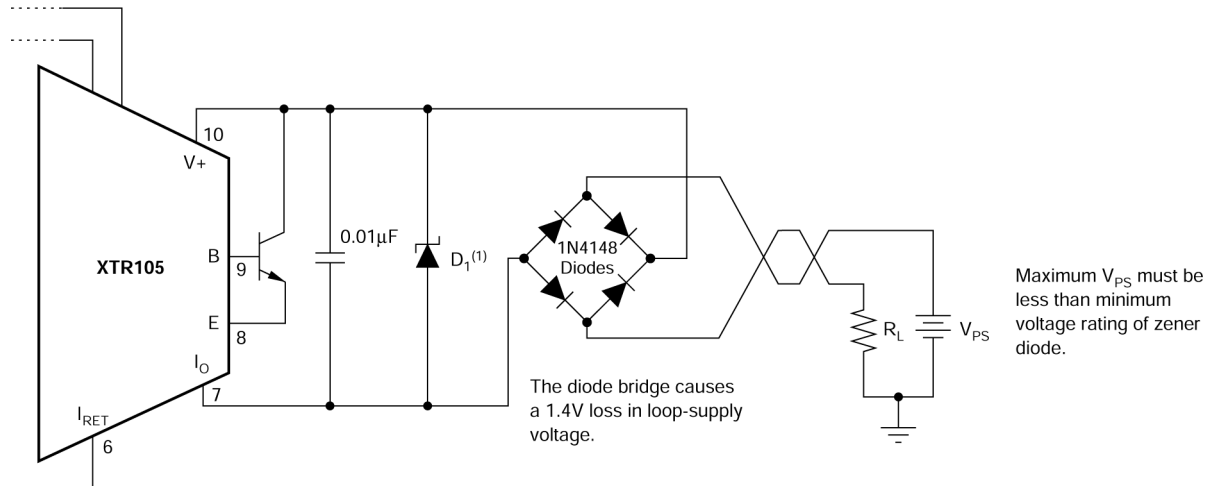 10
V+
XTR105
B
9
E
8
I_O
7
I_RET
6
0.01μF
D_1^(1)
1N4148
Diodes
The diode bridge causes
a 1.4V loss in loop-supply
voltage.
R_L
V_PS
Maximum V_PS must be
less than minimum
voltage rating of zener
diode.